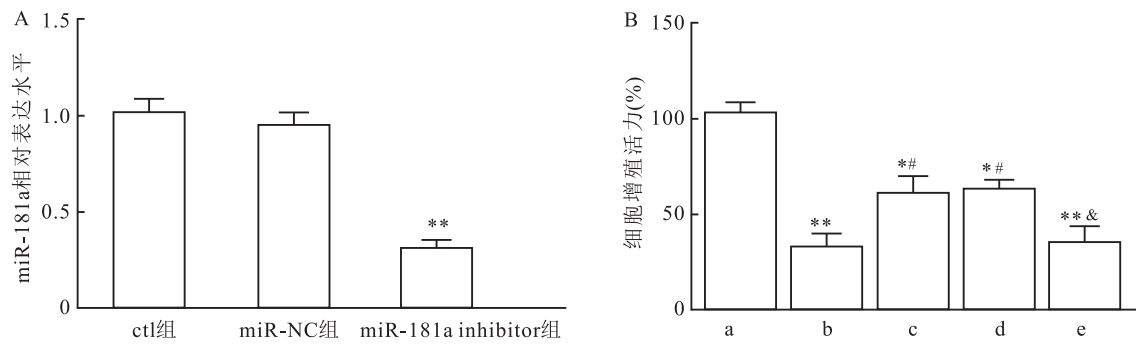 A
miR-181a相对表达水平
1.5
1.0
0.5
0
**
ctl组
miR-NC组
miR-181a inhibitor组
B
细胞增殖活力(%)
150
100
50
0
**
*#
*#
**&
a
b
c
d
e